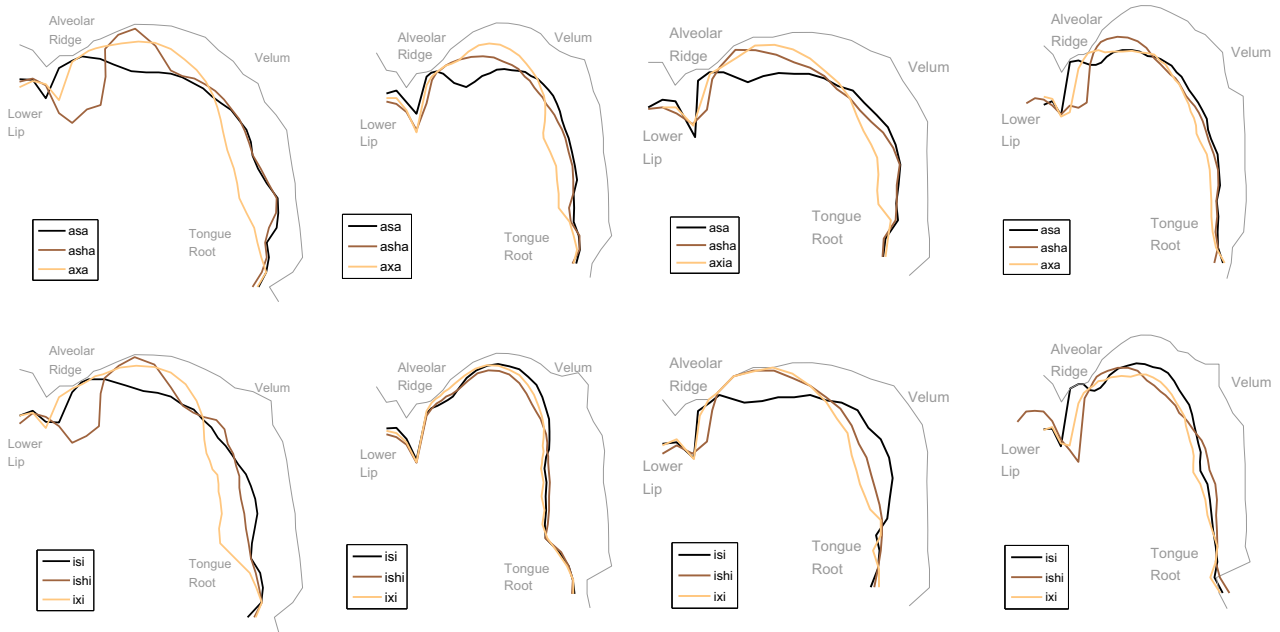 Alveolar
Ridge
Velum
Lower
Lip
Tongue
Root
asa
asha
axa
Alveolar
Ridge
Velum
Lower
Lip
Tongue
Root
asa
asha
axa
Alveolar
Ridge
Velum
Lower
Lip
Tongue
Root
asa
asha
axia
Alveolar
Ridge
Velum
Lower
Lip
Tongue
Root
asa
asha
axa
Alveolar
Ridge
Velum
Lower
Lip
Tongue
Root
isi
ishi
ixi
Alveolar
Ridge
Velum
Lower
Lip
Tongue
Root
isi
ishi
ixi
Alveolar
Ridge
Velum
Lower
Lip
Tongue
Root
isi
ishi
ixi
Alveolar
Ridge
Velum
Lower
Lip
Tongue
Root
isi
ishi
ixi